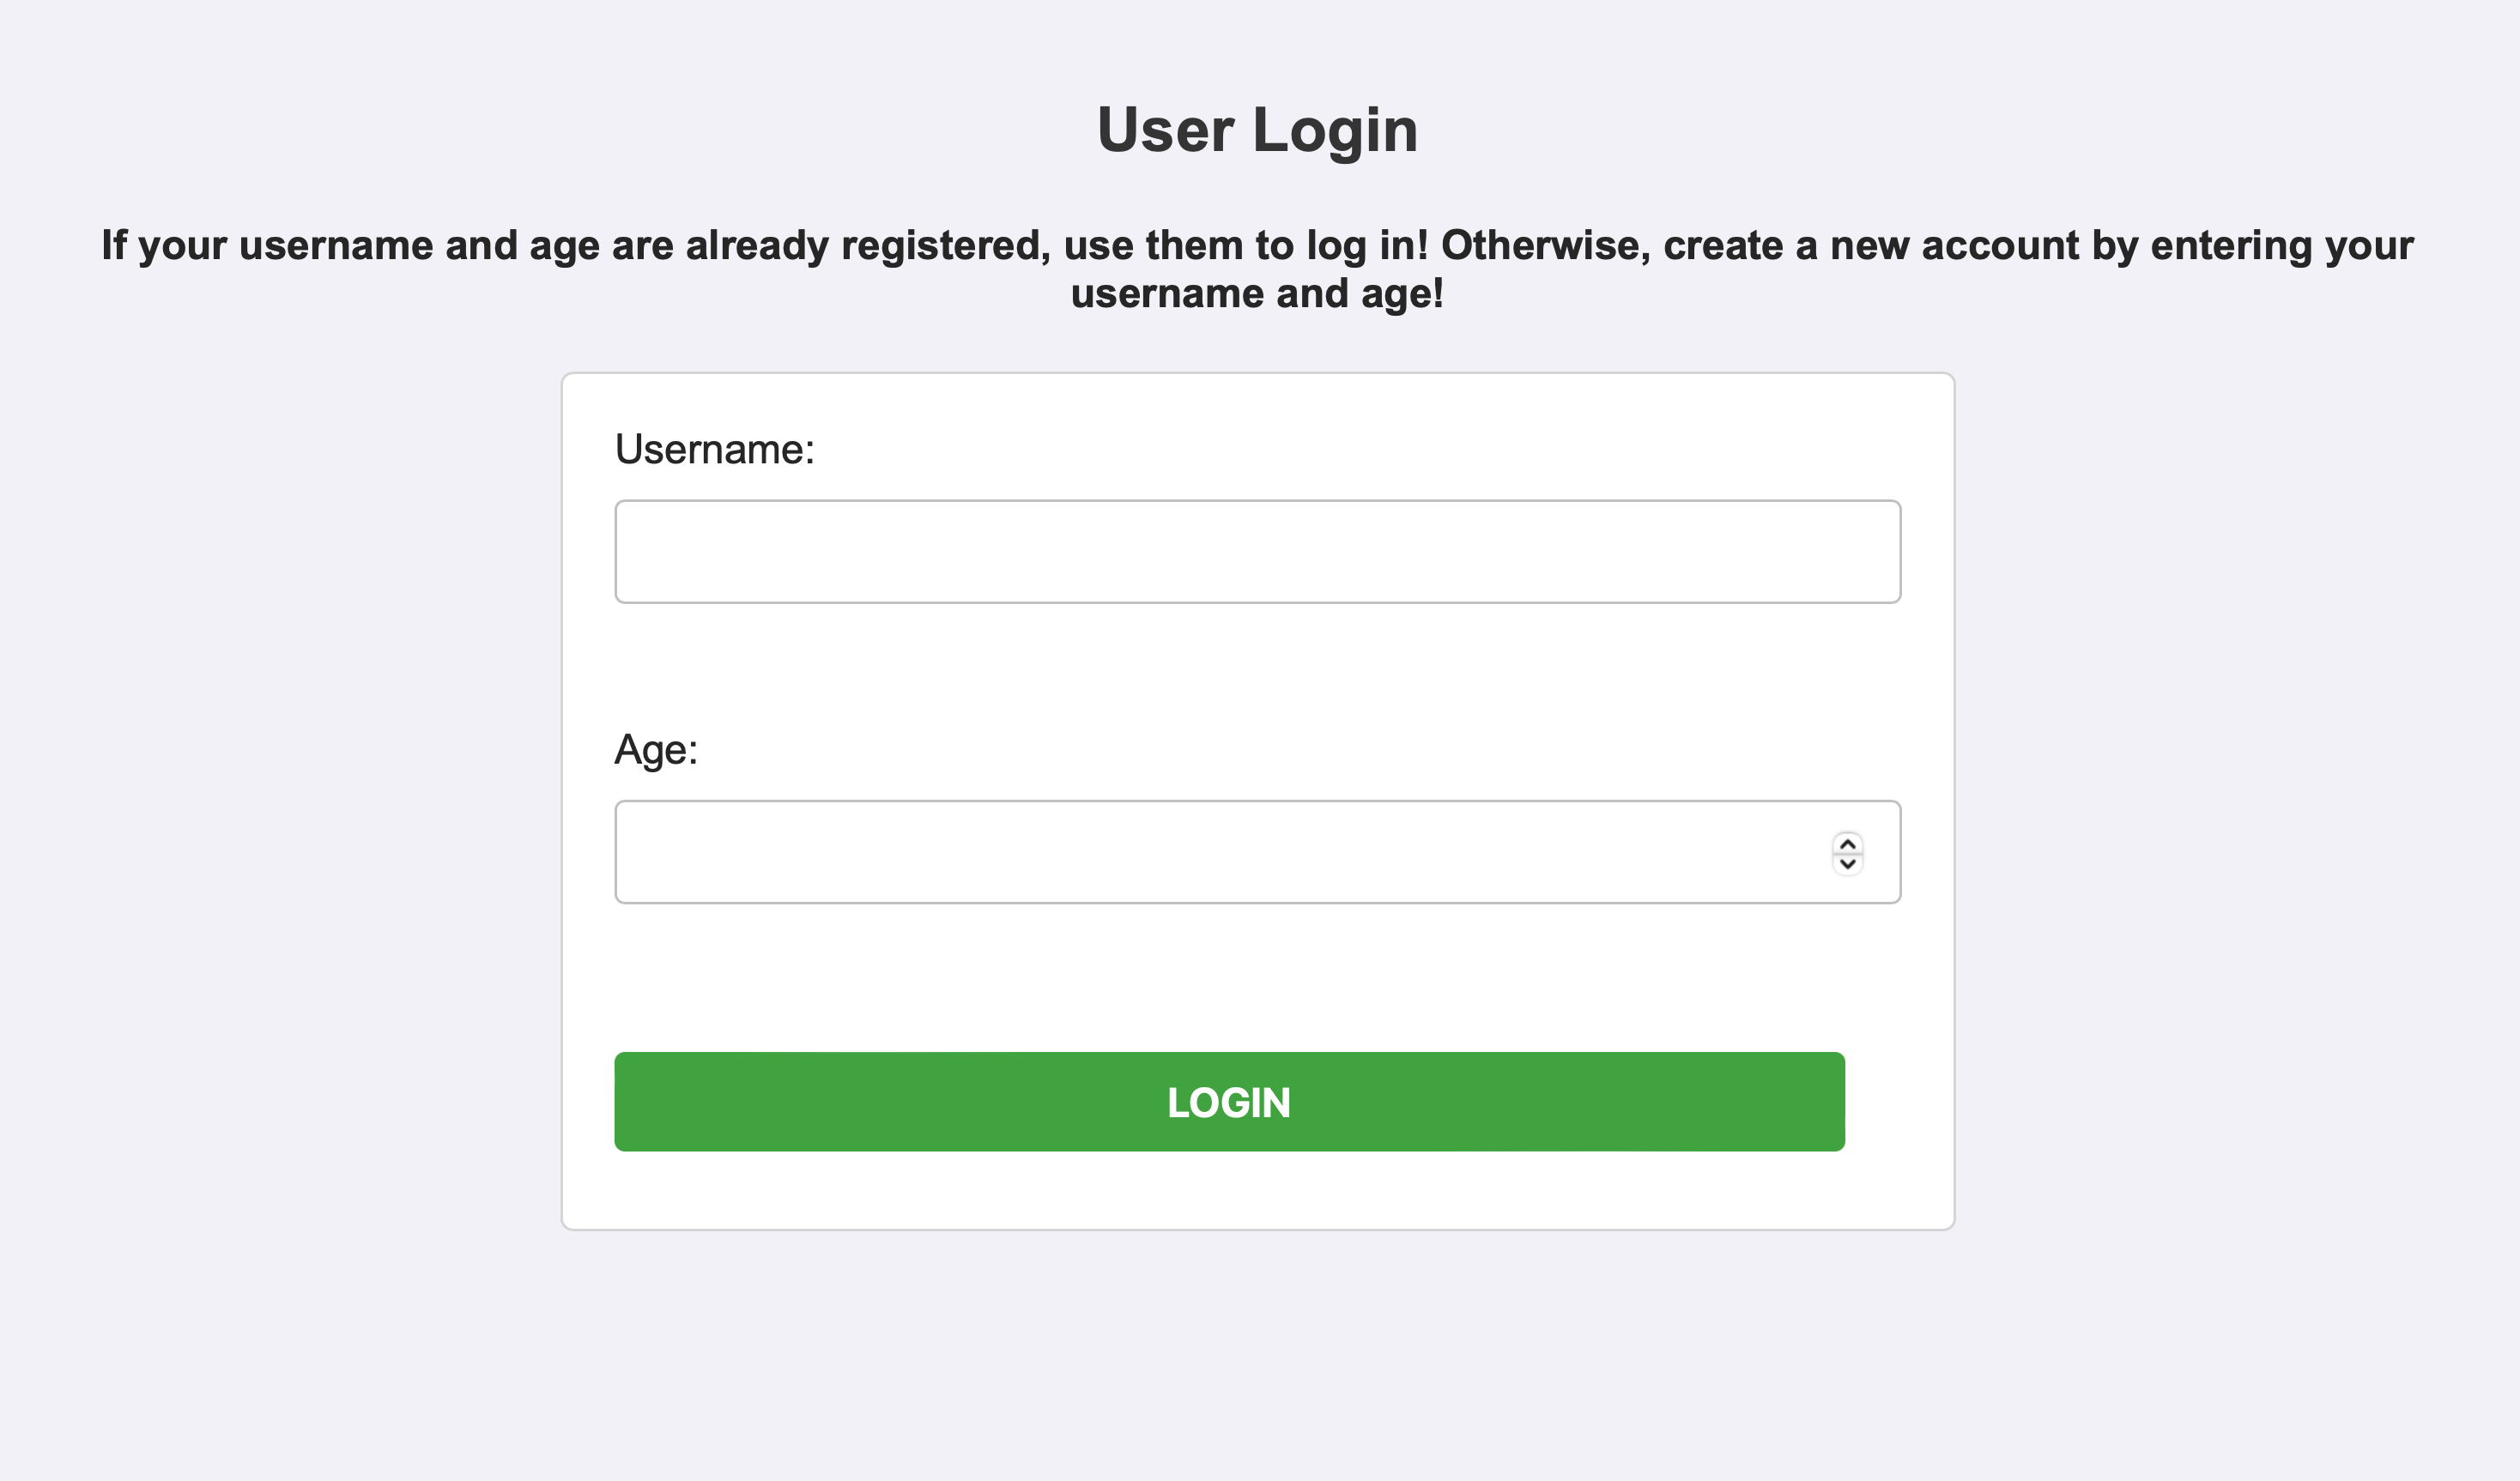 User Login
If your username and age are already registered, use them to log in! Otherwise, create a new account by entering your
username and age!
Username:
Age:
LOGIN